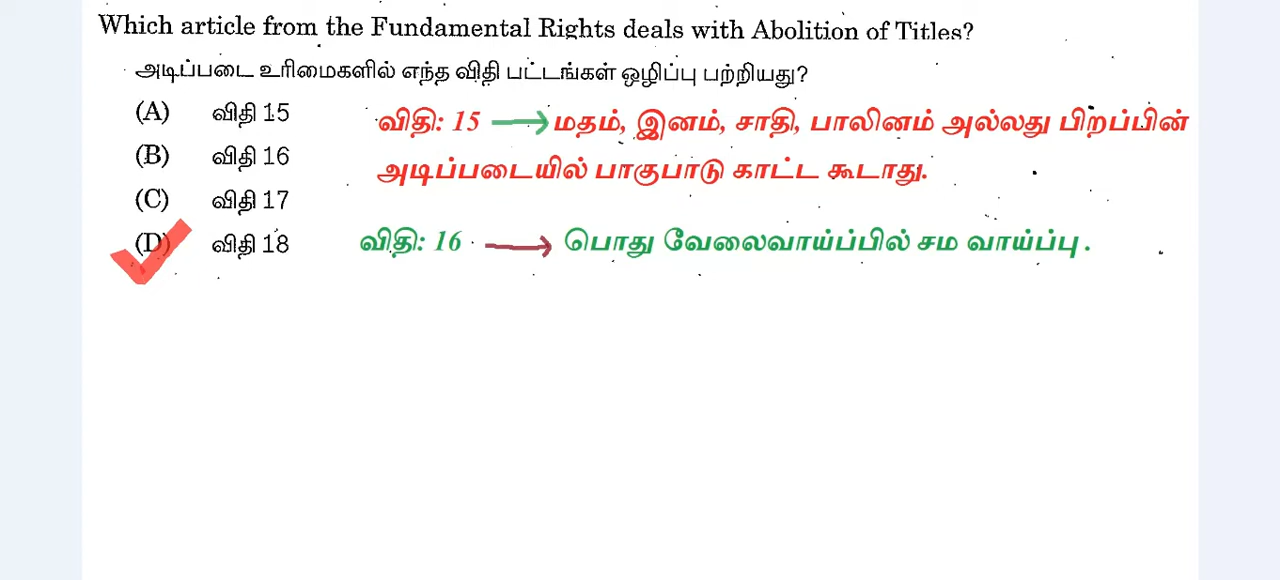 Which article from the Fundamental Rights deals with Abolition of Titles?
அடிப்படை உரிமைகளில் எந்த விதி பட்டங்கள் ஒழிப்பு பற்றியது?
(A) விதி 15
(B) விதி 16
(C) விதி 17
(D) விதி 18
விதி: 15 → மதம், இனம், சாதி, பாலினம் அல்லது பிறப்பின்
அடிப்படையில் பாகுபாடு காட்ட கூடாது.
விதி: 16 → பொது வேலைவாய்ப்பில் சம வாய்ப்பு.